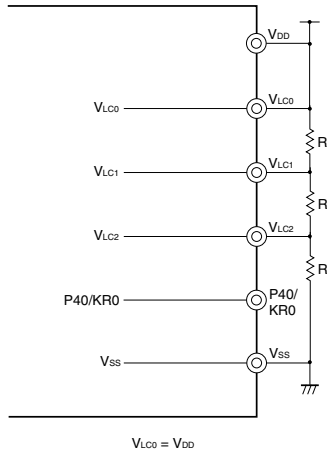 VDD
VLC0 VLC0
R
VLC1 VLC1
R
VLC2 VLC2
R
P40/KR0 P40/
KR0
VSS VSS
VLC0 = VDD